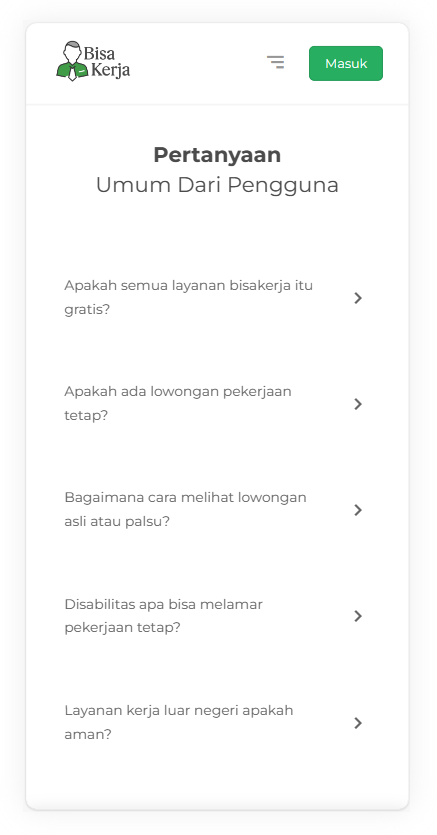 Bisa
Kerja
Masuk
Pertanyaan
Umum Dari Pengguna
Apakah semua layanan bisakerja itu
gratis?
Apakah ada lowongan pekerjaan
tetap?
Bagaimana cara melihat lowongan
asli atau palsu?
Disabilitas apa bisa melamar
pekerjaan tetap?
Layanan kerja luar negeri apakah
aman?